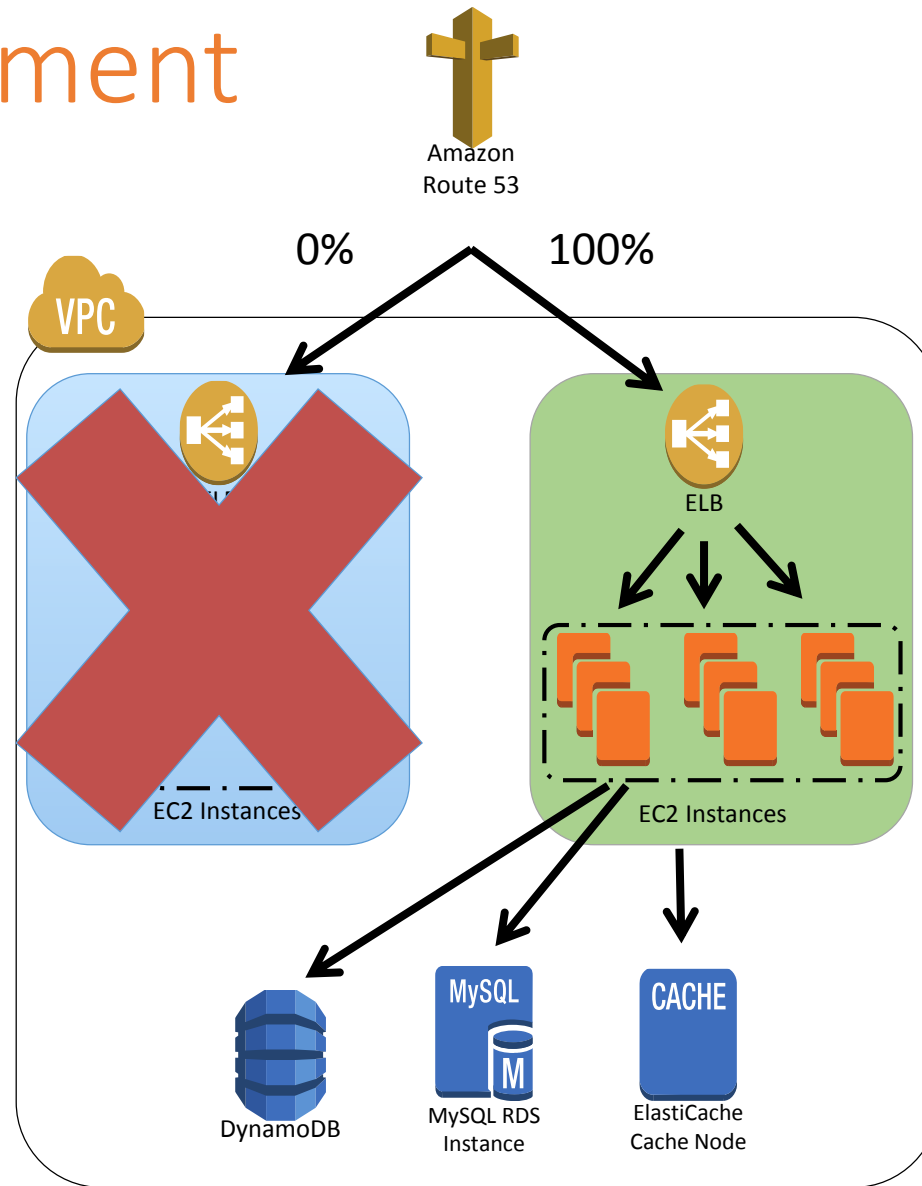 ment
Amazon
Route 53
0%
100%
VPC
ELB
EC2 Instances
EC2 Instances
MySQL
M
CACHE
DynamoDB
MySQL RDS
Instance
ElastiCache
Cache Node